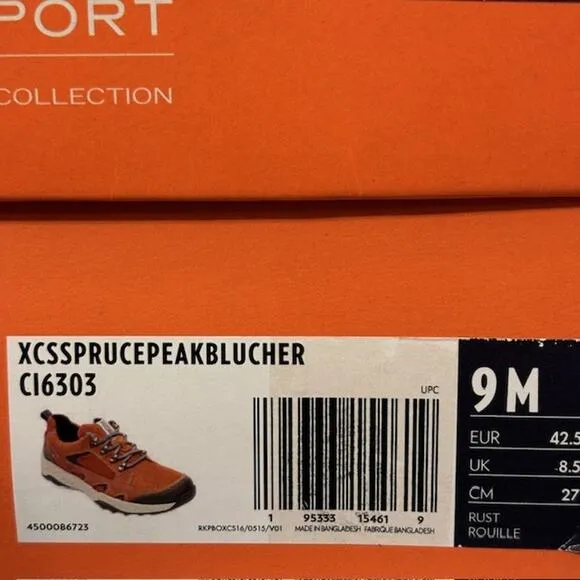 PORT
COLLECTION
XCSSPRUCEPEAKBLUCHER
CI6303
UPC
9 M
EUR 42.5
UK 8.5
CM 27
RUST
ROUILLE
1 95333 15461 9
4500086723
RKPBOXCS16/0515/V01 MADE IN BANGLADESH FABRIQUE BANGLADESH